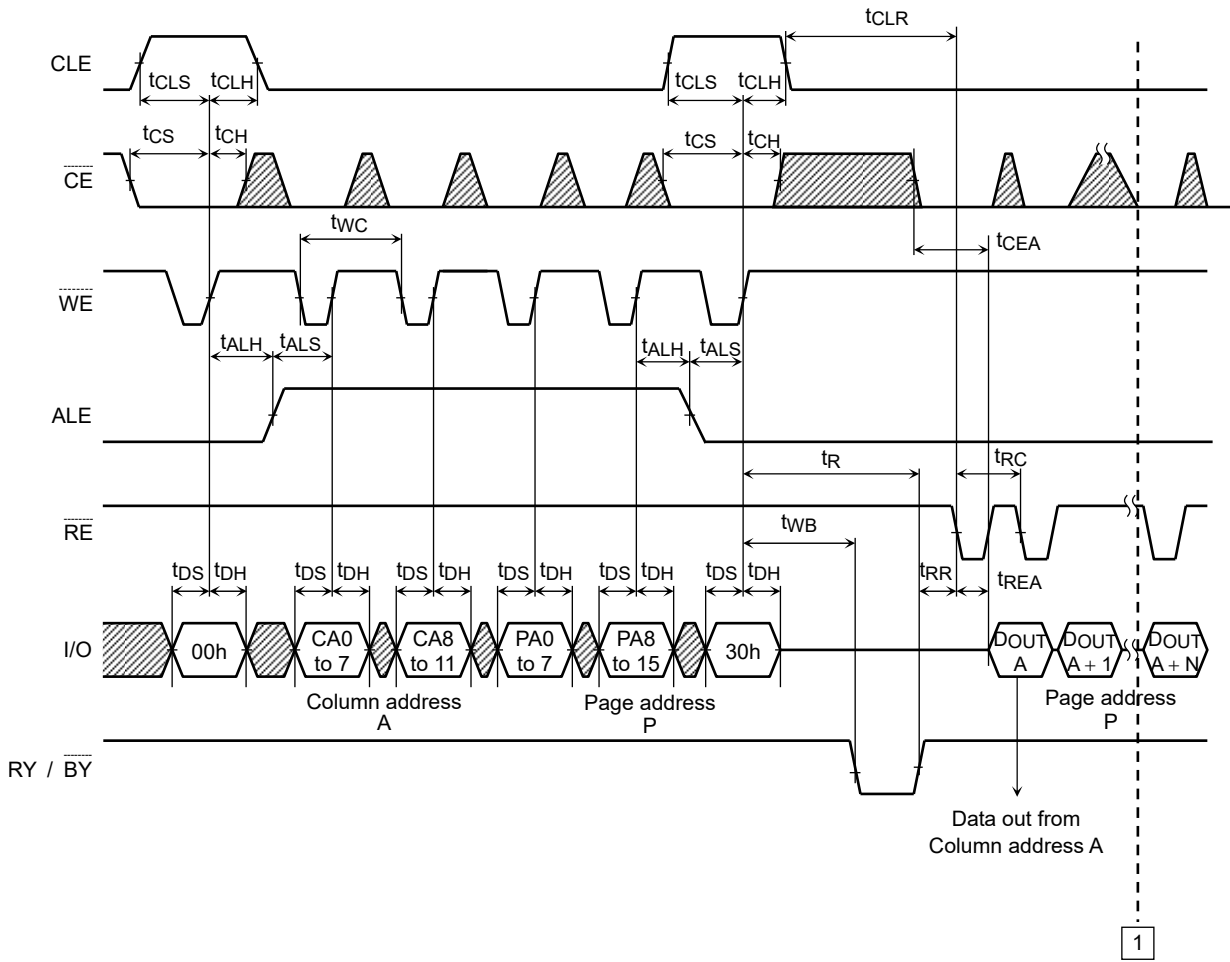 tCLR
CLE
tCLS tCLH tCLS tCLH
tCS tCH tCS tCH
CE
tWC
tCEA
WE
tALH tALS tALH tALS
ALE
tR
tRC
RE
tWB
tDS tDH tDS tDH tDS tDH tDS tDH tDS tDH tDS tDH tRR tREA
I/O
00h
CA0
to 7
CA8
to 11
PA0
to 7
PA8
to 15
30h
DOUT
A
DOUT
A + 1
DOUT
A + N
Column address
A
Page address
P
Page address
P
RY / BY
Data out from
Column address A
1